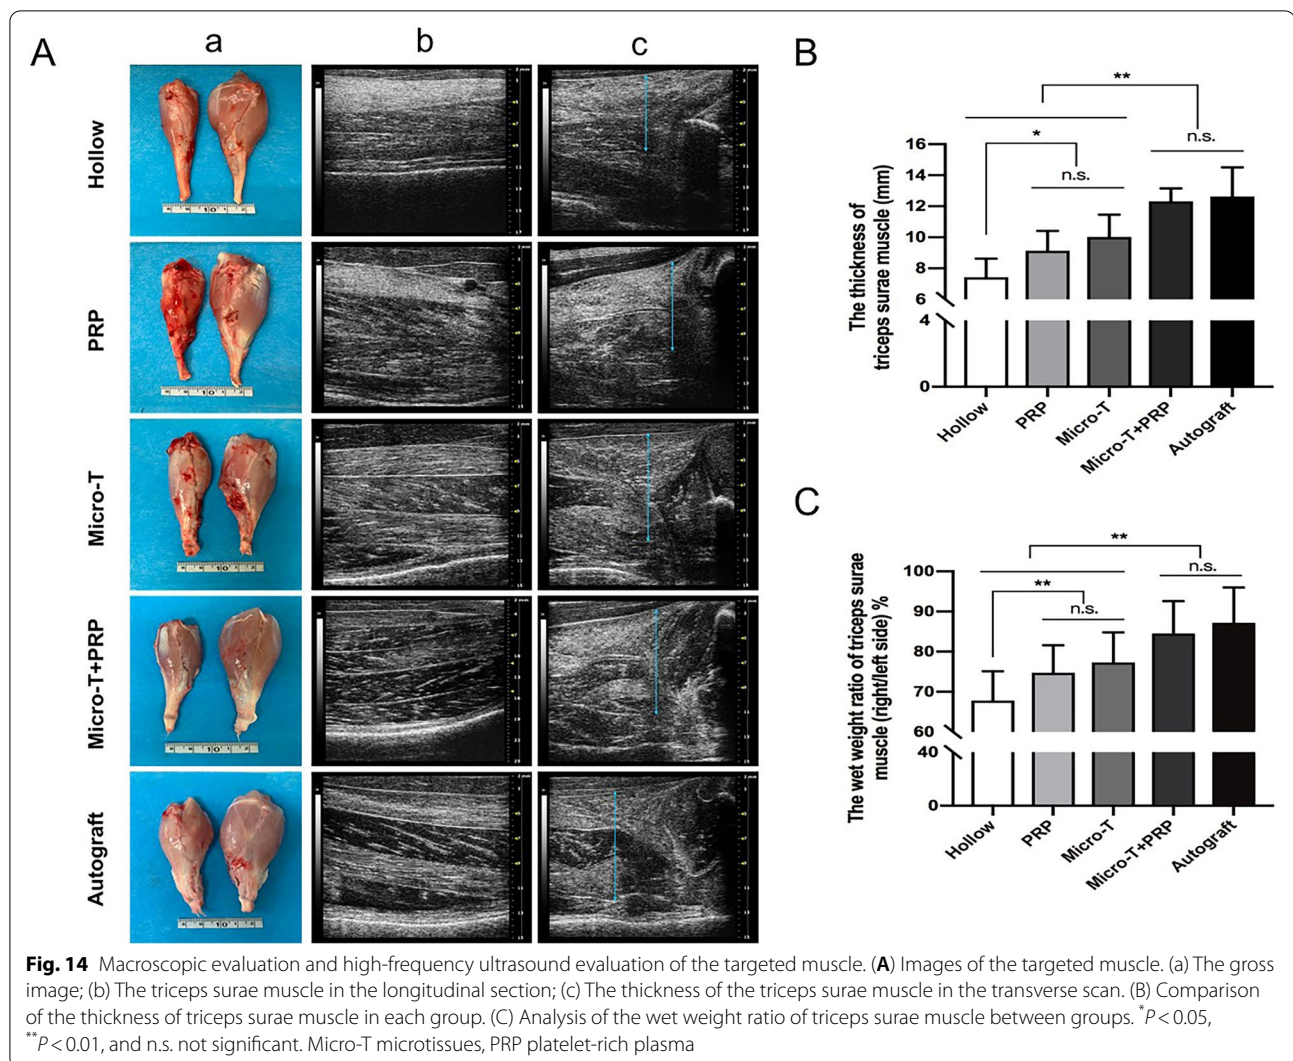 A
a
b
c
Hollow
PRP
Micro-T
Micro-T+PRP
Autograft
B
The thickness of
triceps surae muscle (mm)
16
14
12
10
8
6
4
0
**
*
n.s.
n.s.
Hollow
PRP
Micro-T
Micro-T+PRP
Autograft
C
The wet weight ratio of triceps surae
muscle (right/left side) %
100
90
80
70
60
40
0
**
**
n.s.
n.s.
Hollow
PRP
Micro-T
Micro-T+PRP
Autograft
Fig. 14 Macroscopic evaluation and high-frequency ultrasound evaluation of the targeted muscle. (A) Images of the targeted muscle. (a) The gross
image; (b) The triceps surae muscle in the longitudinal section; (c) The thickness of the triceps surae muscle in the transverse scan. (B) Comparison
of the thickness of triceps surae muscle in each group. (C) Analysis of the wet weight ratio of triceps surae muscle between groups. *P < 0.05,
**P < 0.01, and n.s. not significant. Micro-T microtissues, PRP platelet-rich plasma